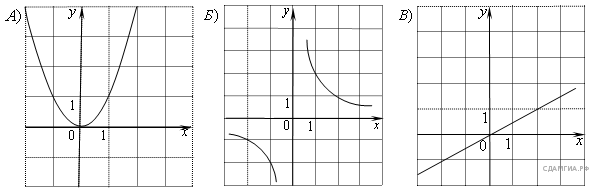 А) y 1 0 1 x
Б) y 1 0 1 x
В) y 1 0 1 x
СДАМГИА.РФ